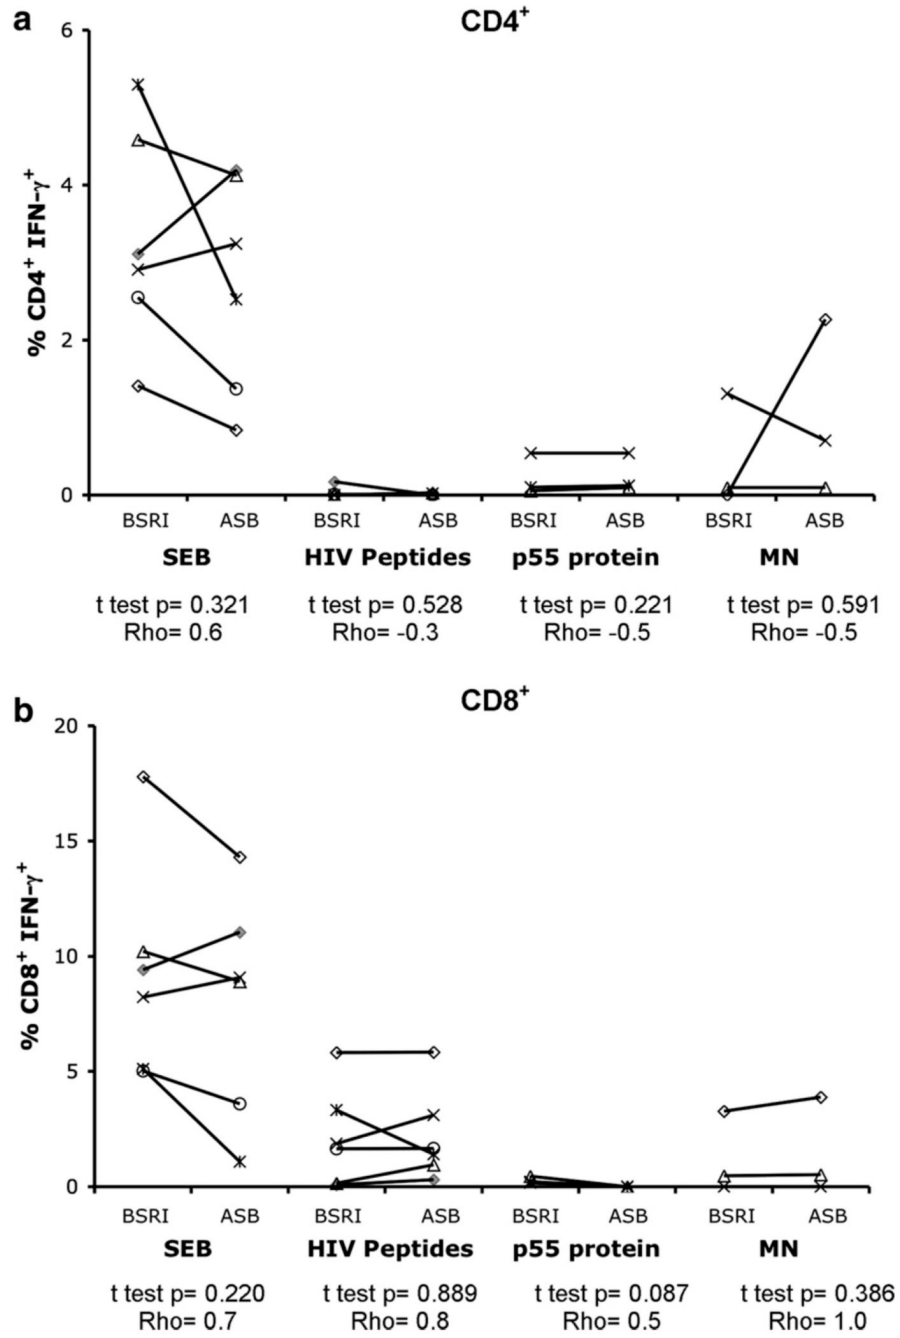 a
CD4⁺
6
4
2
0
% CD4⁺ IFN-γ⁺
BSRI ASB BSRI ASB BSRI ASB BSRI ASB
SEB HIV Peptides p55 protein MN
t test p= 0.321 t test p= 0.528 t test p= 0.221 t test p= 0.591
Rho= 0.6 Rho= -0.3 Rho= -0.5 Rho= -0.5
b
CD8⁺
20
15
10
5
0
% CD8⁺ IFN-γ⁺
BSRI ASB BSRI ASB BSRI ASB BSRI ASB
SEB HIV Peptides p55 protein MN
t test p= 0.220 t test p= 0.889 t test p= 0.087 t test p= 0.386
Rho= 0.7 Rho= 0.8 Rho= 0.5 Rho= 1.0